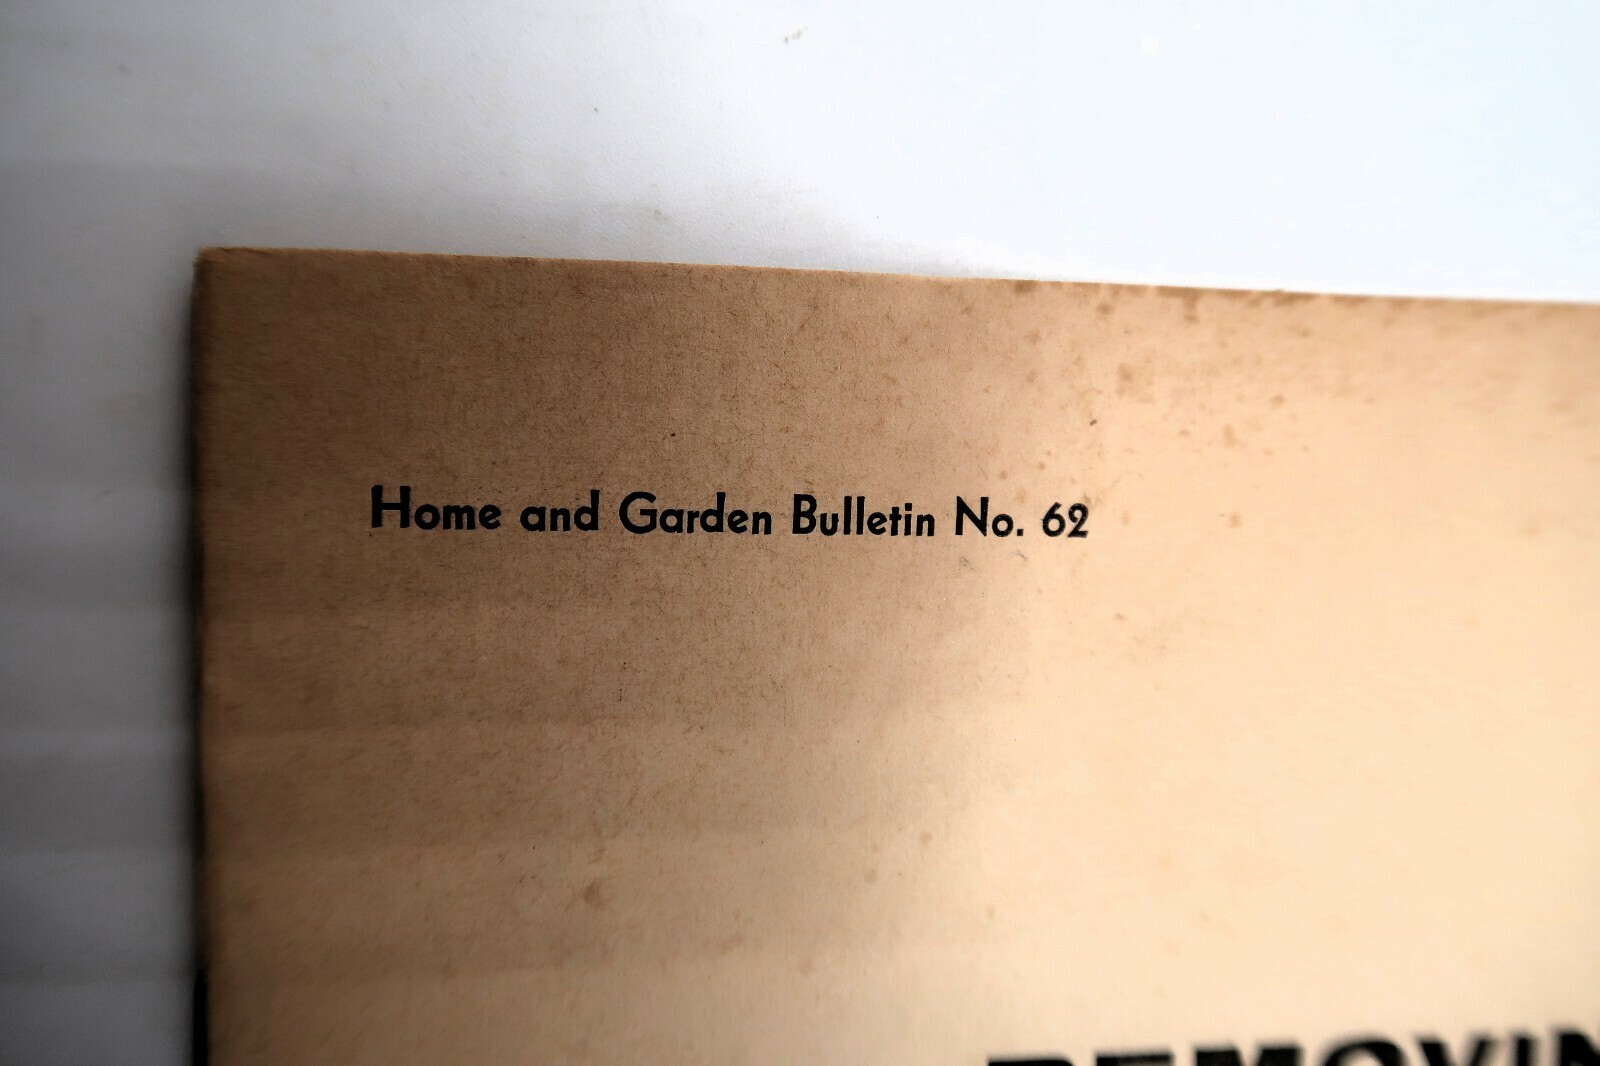 Home and Garden Bulletin No. 62